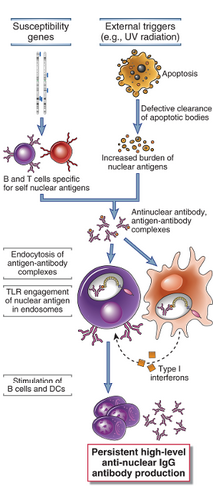 Susceptibility
genes
External triggers
(e.g., UV radiation)
Apoptosis
Defective clearance
of apoptotic bodies
B and T cells specific
for self nuclear antigens
Increased burden of
nuclear antigens
Antinuclear antibody,
antigen-antibody
complexes
Endocytosis of
antigen-antibody
complexes
TLR engagement
of nuclear antigen
in endosomes
Type I
interferons
Stimulation of
B cells and DCs
Persistent high-level
anti-nuclear IgG
antibody production